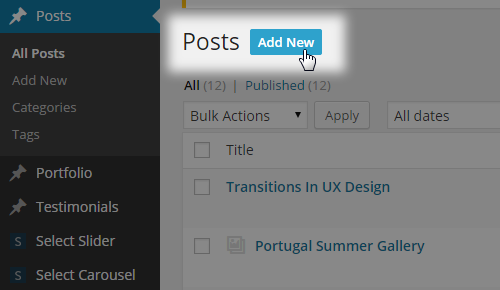 Posts
All Posts
Add New
Categories
Tags
Portfolio
Testimonials
S Select Slider
S Select Carousel
Posts Add New
All (12) | Published (12)
Bulk Actions Apply All dates
Title
Transitions In UX Design
Portugal Summer Gallery